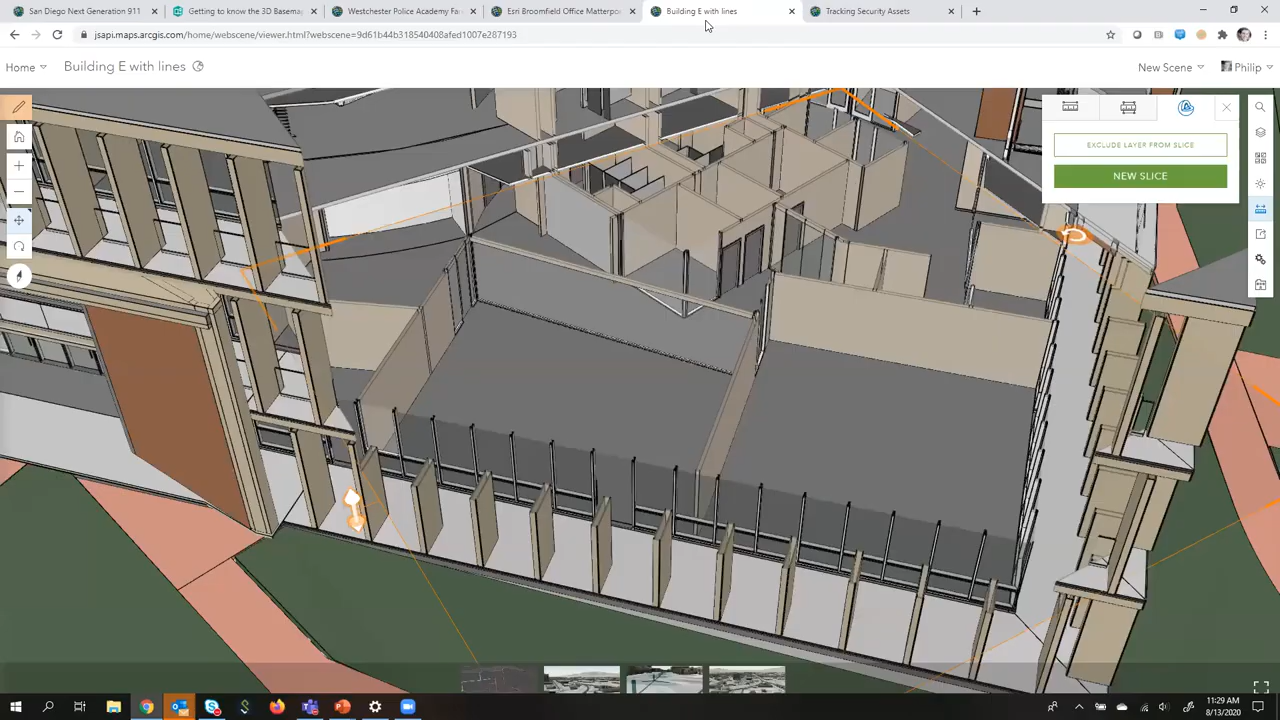 San Diego Next Generation 911
Getting to know the 3D Basema
Westchester Police Academy Fa
Esri Broomfield Office Matterpo
Building E with lines
Tracking Security Assets
jsapi.maps.arcgis.com/home/webscene/viewer.html?webscene=9d61b44b318540408afed1007e287193
Home
Building E with lines
New Scene
Philip
EXCLUDE LAYER FROM SLICE
NEW SLICE
11:29 AM
8/13/2020